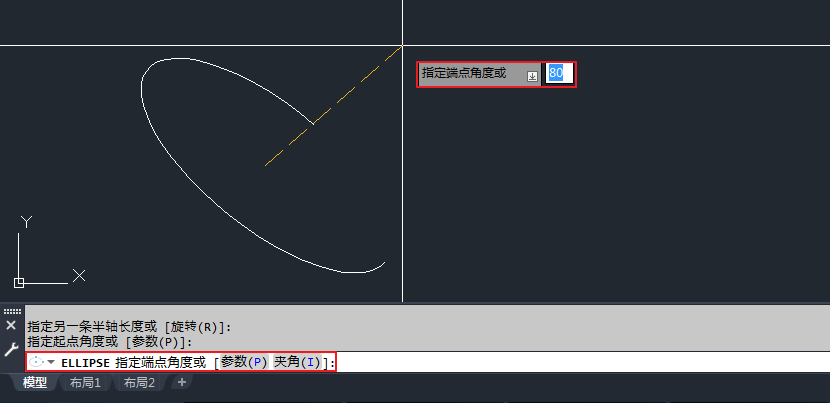 指定端点角度或 80
Y
X
指定另一条半轴长度或 [旋转(R)]:
指定起点角度或 [参数(P)]:
ELLIPSE 指定端点角度或 [参数(P) 夹角(I)]:
模型 布局1 布局2 +